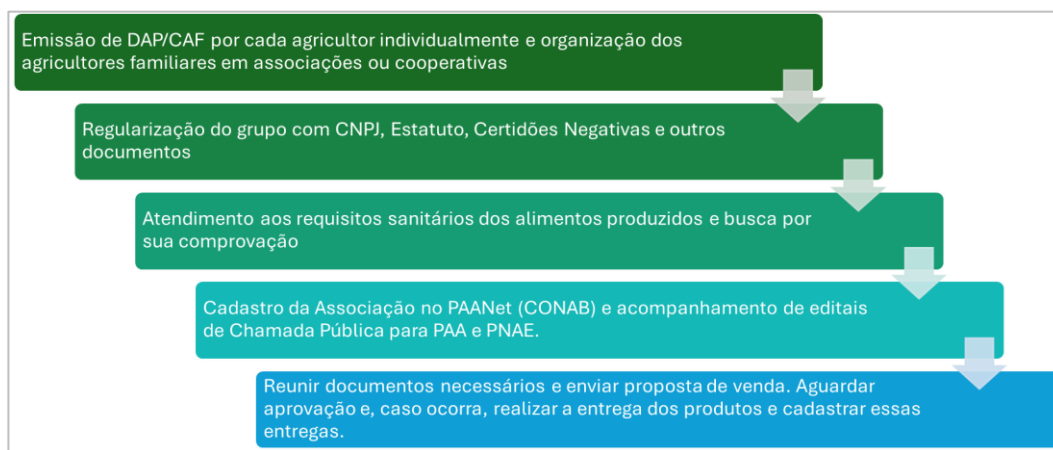 Emissão de DAP/CAF por cada agricultor individualmente e organização dos
agricultores familiares em associações ou cooperativas
Regularização do grupo com CNPJ, Estatuto, Certidões Negativas e outros
documentos
Atendimento aos requisitos sanitários dos alimentos produzidos e busca por
sua comprovação
Cadastro da Associação no PAANet (CONAB) e acompanhamento de editais
de Chamada Pública para PAA e PNAE.
Reunir documentos necessários e enviar proposta de venda. Aguardar
aprovação e, caso ocorra, realizar a entrega dos produtos e cadastrar essas
entregas.